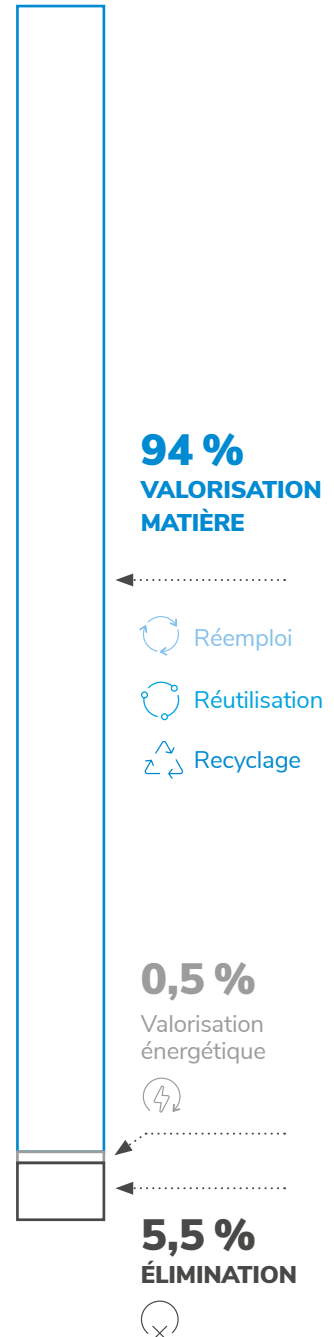 94 %
VALORISATION
MATIÈRE
Réemploi
Réutilisation
Recyclage
0,5 %
Valorisation
énergétique
5,5 %
ÉLIMINATION